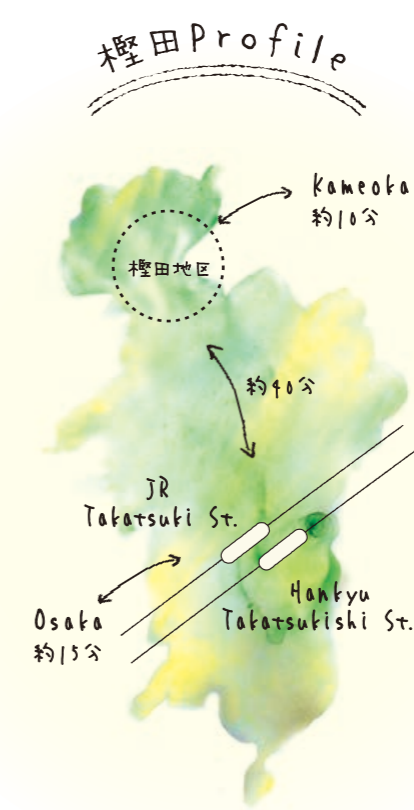 樫田Profile
Kameoka
約10分
樫田地区
約40分
JR
Takatsuki St.
Hankyu
Takatsukishi St.
Osaka
約15分